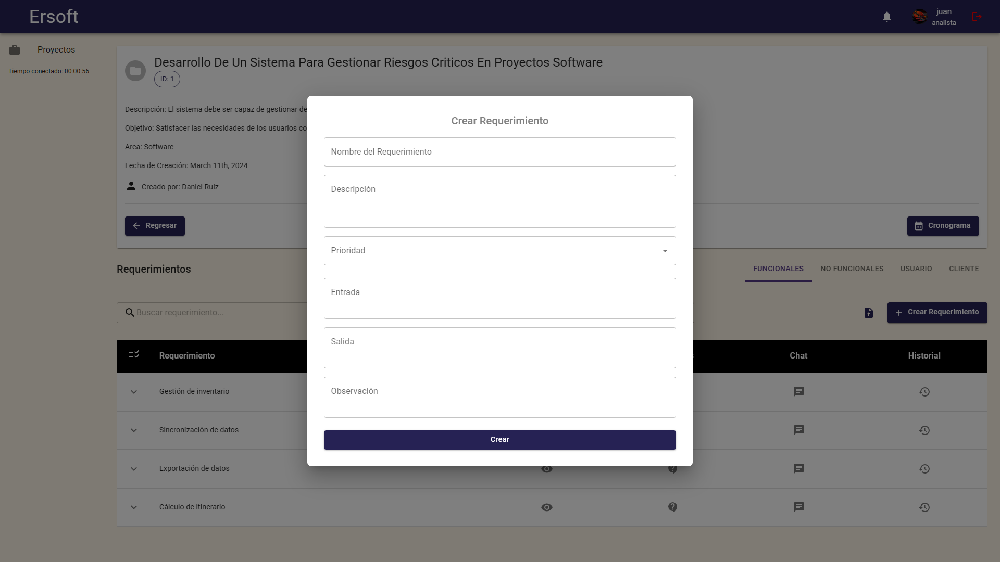 Ersoft
juan
analista
Proyectos
Tiempo conectado: 00:00:56
Desarrollo De Un Sistema Para Gestionar Riesgos Criticos En Proyectos Software
ID: 1
Descripción: El sistema debe ser capaz de gestionar de
Objetivo: Satisfacer las necesidades de los usuarios co
Area: Software
Fecha de Creación: March 11th, 2024
Creado por: Daniel Ruiz
Regresar
Cronograma
Requerimientos
FUNCIONALES NO FUNCIONALES USUARIO CLIENTE
Buscar requerimiento...
Crear Requerimiento
Requerimiento Chat Historial
Gestión de inventario
Sincronización de datos
Exportación de datos
Cálculo de itinerario
Crear Requerimiento
Nombre del Requerimiento
Descripción
Prioridad
Entrada
Salida
Observación
Crear